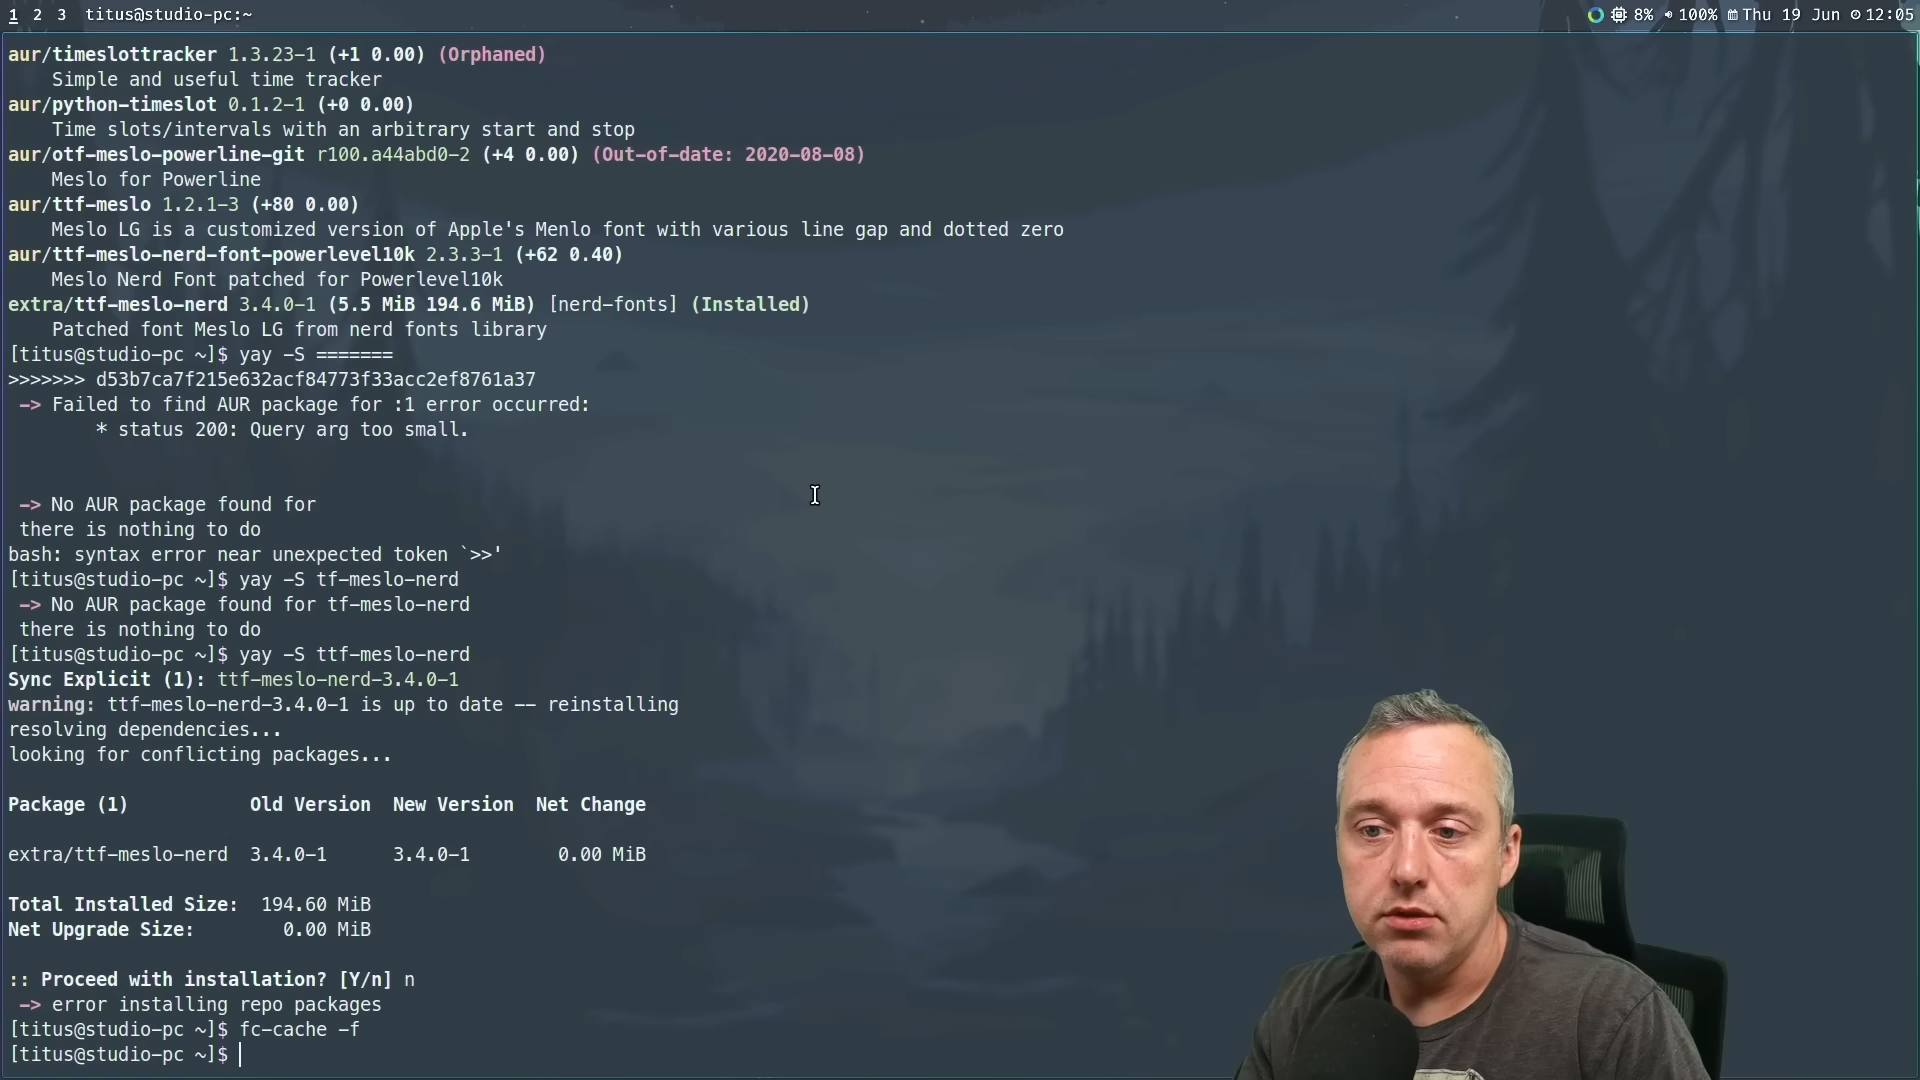 1 2 3 titus@studio-pc:~ 8% 100% Thu 19 Jun 12:05
aur/timeslottracker 1.3.23-1 (+1 0.00) (Orphaned)
Simple and useful time tracker
aur/python-timeslot 0.1.2-1 (+0 0.00)
Time slots/intervals with an arbitrary start and stop
aur/otf-meslo-powerline-git r100.a44abd0-2 (+4 0.00) (Out-of-date: 2020-08-08)
Meslo for Powerline
aur/ttf-meslo 1.2.1-3 (+80 0.00)
Meslo LG is a customized version of Apple's Menlo font with various line gap and dotted zero
aur/ttf-meslo-nerd-font-powerlevel10k 2.3.3-1 (+62 0.40)
Meslo Nerd Font patched for Powerlevel10k
extra/ttf-meslo-nerd 3.4.0-1 (5.5 MiB 194.6 MiB) [nerd-fonts] (Installed)
Patched font Meslo LG from nerd fonts library
[titus@studio-pc ~]$ yay -S =======
>>>>>>> d53b7ca7f215e632acf84773f33acc2ef8761a37
-> Failed to find AUR package for :1 error occurred:
* status 200: Query arg too small.
-> No AUR package found for
there is nothing to do
bash: syntax error near unexpected token `>>'
[titus@studio-pc ~]$ yay -S tf-meslo-nerd
-> No AUR package found for tf-meslo-nerd
there is nothing to do
[titus@studio-pc ~]$ yay -S ttf-meslo-nerd
Sync Explicit (1): ttf-meslo-nerd-3.4.0-1
warning: ttf-meslo-nerd-3.4.0-1 is up to date -- reinstalling
resolving dependencies...
looking for conflicting packages...
Package (1) Old Version New Version Net Change
extra/ttf-meslo-nerd 3.4.0-1 3.4.0-1 0.00 MiB
Total Installed Size: 194.60 MiB
Net Upgrade Size: 0.00 MiB
:: Proceed with installation? [Y/n] n
-> error installing repo packages
[titus@studio-pc ~]$ fc-cache -f
[titus@studio-pc ~]$